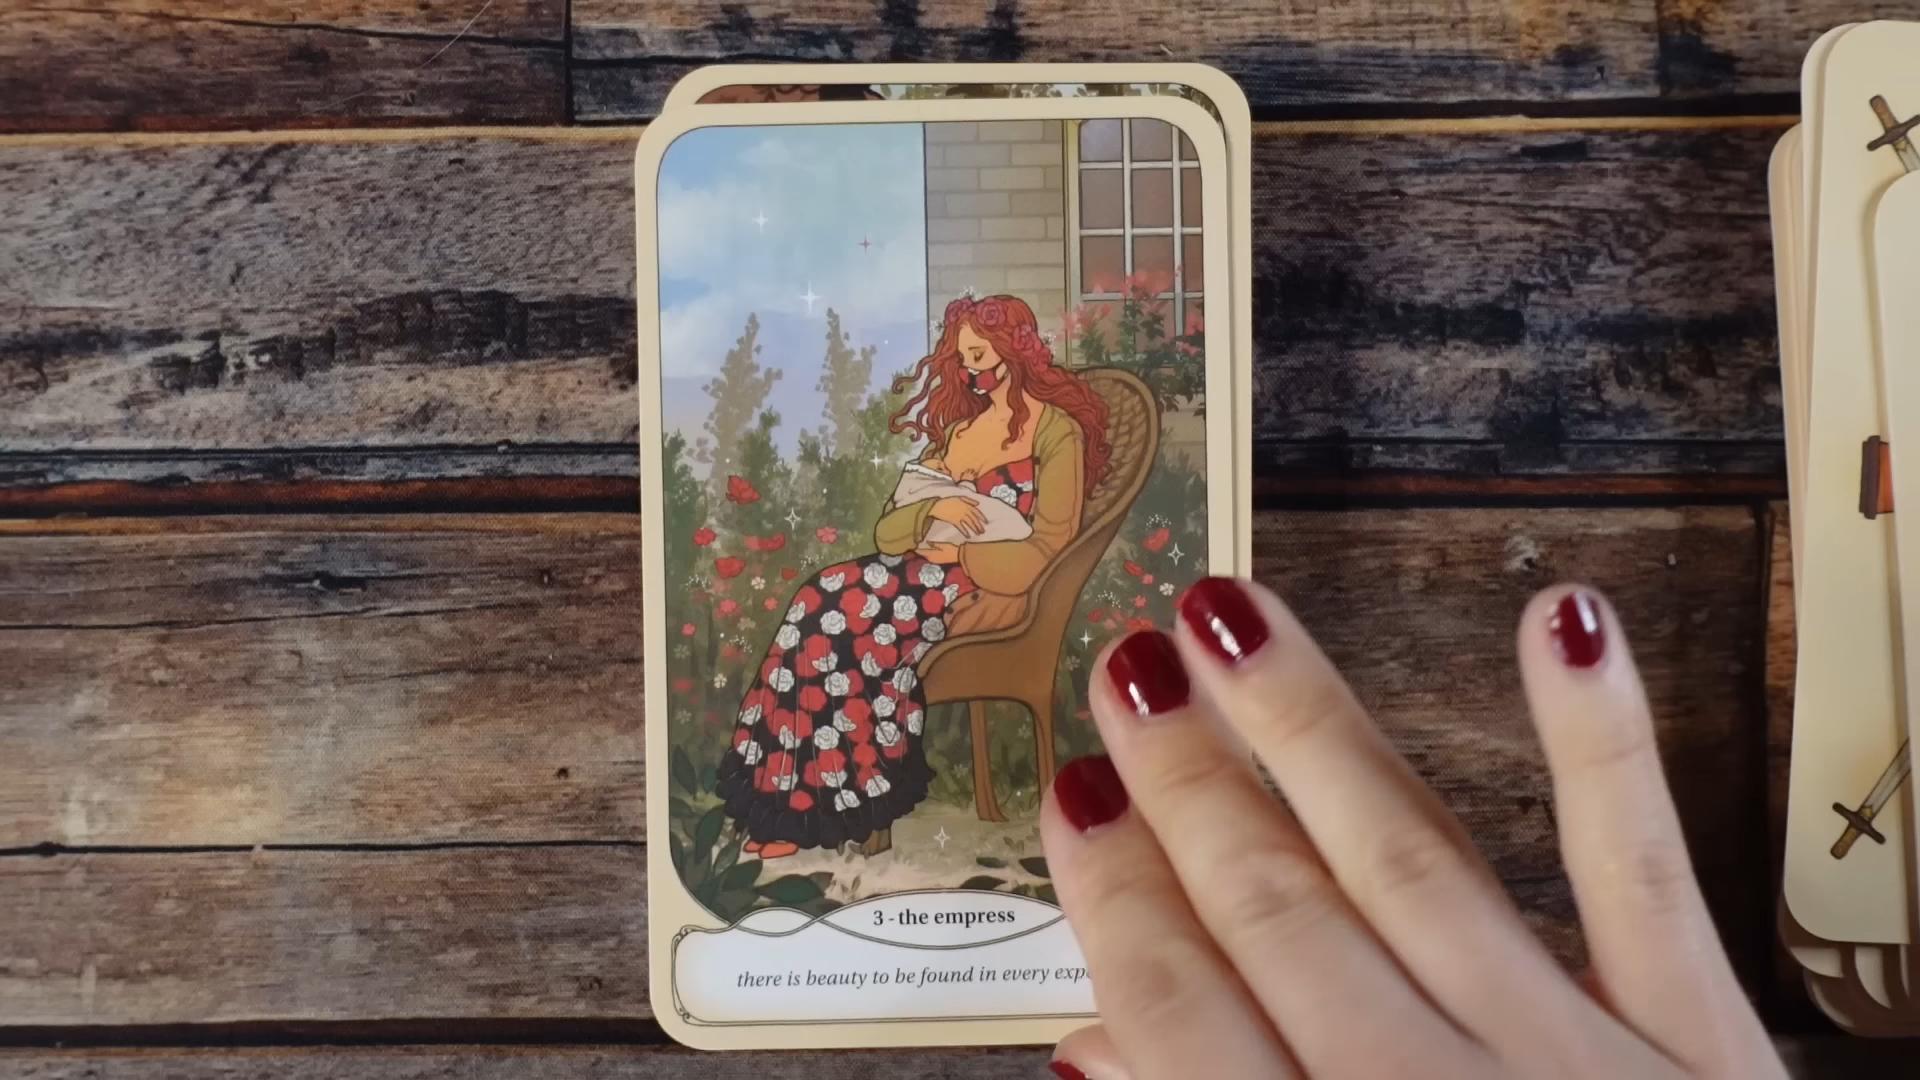 3 - the empress
there is beauty to be found in every